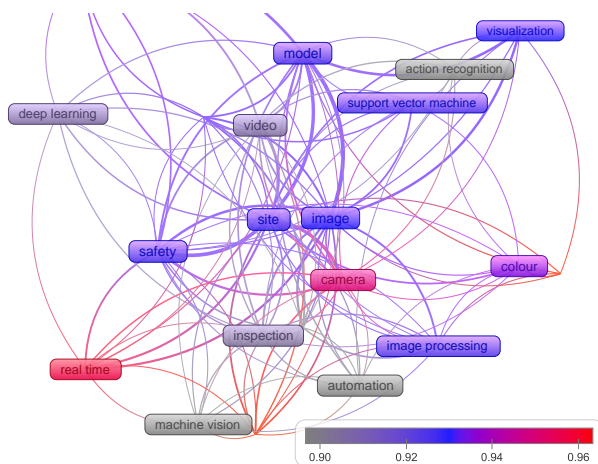 visualization
model
action recognition
support vector machine
deep learning
video
site
image
safety
colour
camera
inspection
image processing
real time
automation
machine vision
0.90
0.92
0.94
0.96